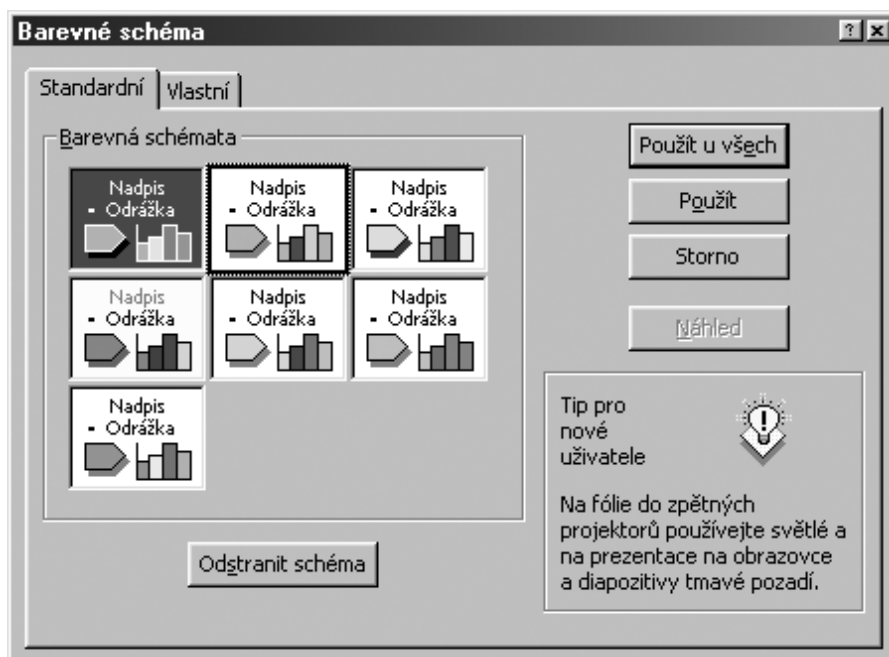 Barevné schéma
Standardní
Vlastní
Barevná schémata
Nadpis
- Odrážka
Nadpis
- Odrážka
Nadpis
- Odrážka
Nadpis
- Odrážka
Nadpis
- Odrážka
Nadpis
- Odrážka
Nadpis
- Odrážka
Odstranit schéma
Použít u všech
Použít
Storno
Náhled
Tip pro
nové
uživatele
Na fólie do zpětných
projektorů používejte světlé a
na prezentace na obrazovce
a diapozitivy tmavé pozadí.